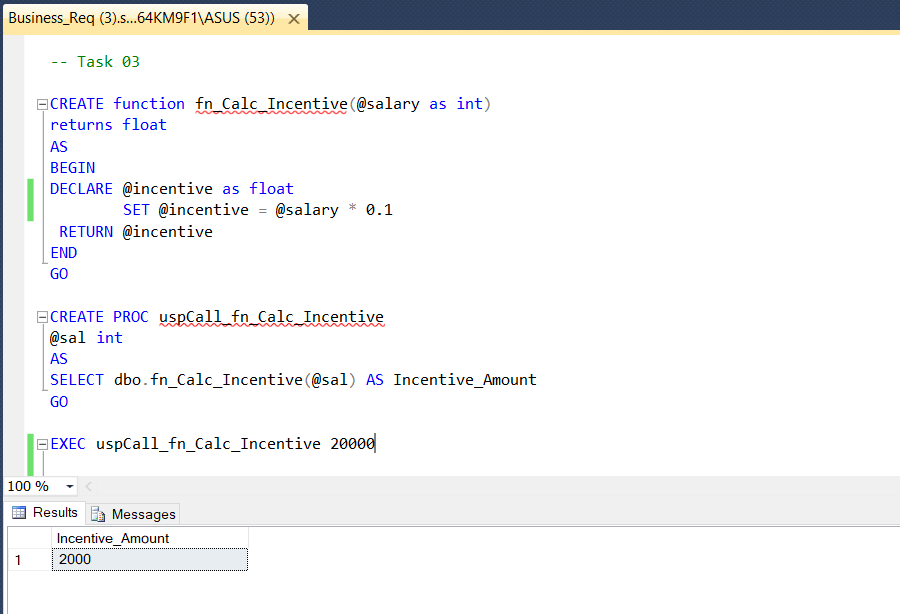 Business_Req (3).s...64KM9F1\ASUS (53))
-- Task 03
CREATE function fn_Calc_Incentive(@salary as int)
returns float
AS
BEGIN
DECLARE @incentive as float
SET @incentive = @salary * 0.1
RETURN @incentive
END
GO
CREATE PROC uspCall_fn_Calc_Incentive
@sal int
AS
SELECT dbo.fn_Calc_Incentive(@sal) AS Incentive_Amount
GO
EXEC uspCall_fn_Calc_Incentive 20000
100 %
Results Messages
Incentive_Amount
1 2000